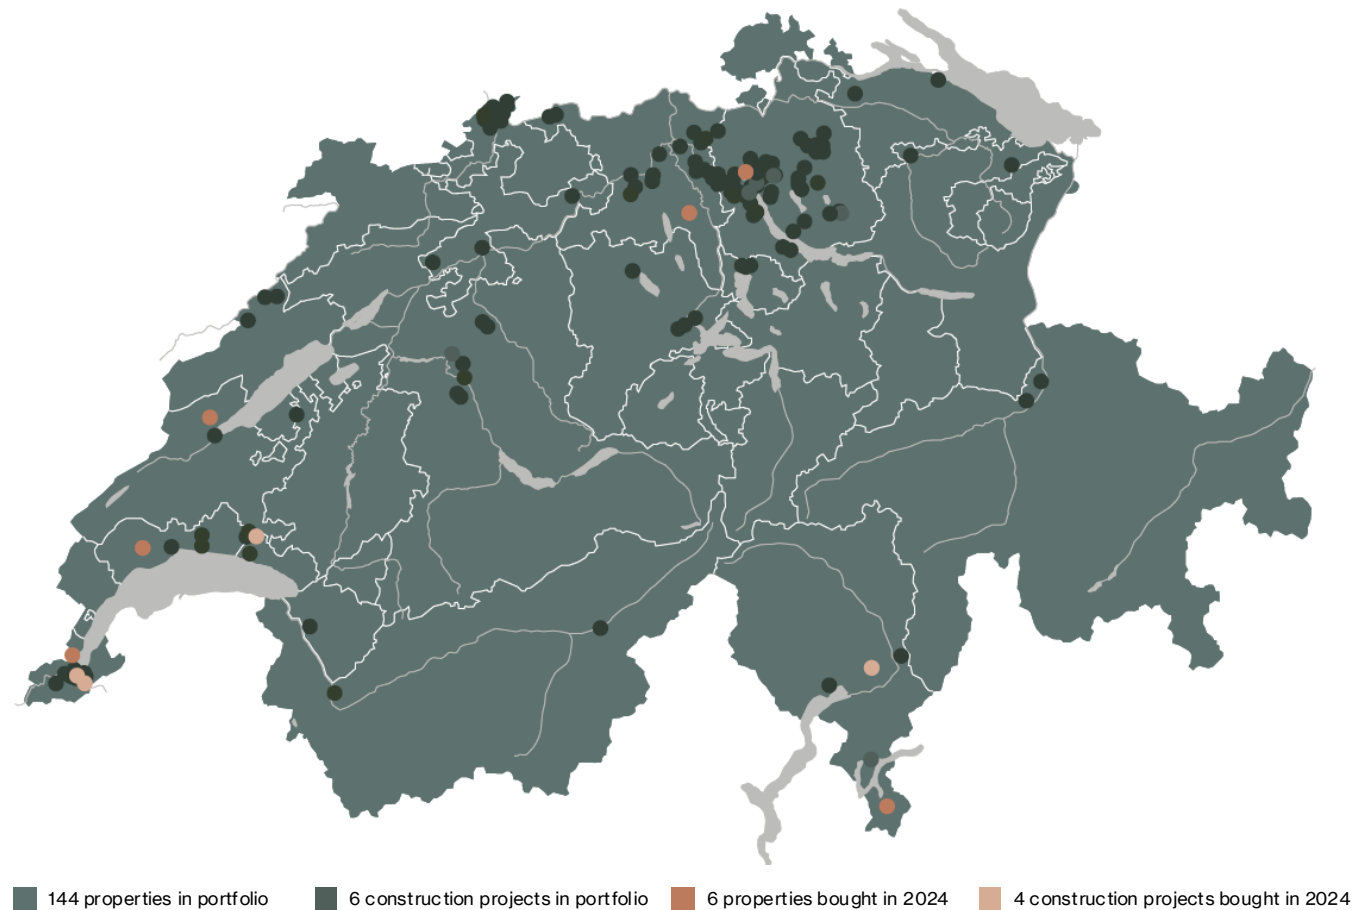 144 properties in portfolio
6 construction projects in portfolio
6 properties bought in 2024
4 construction projects bought in 2024